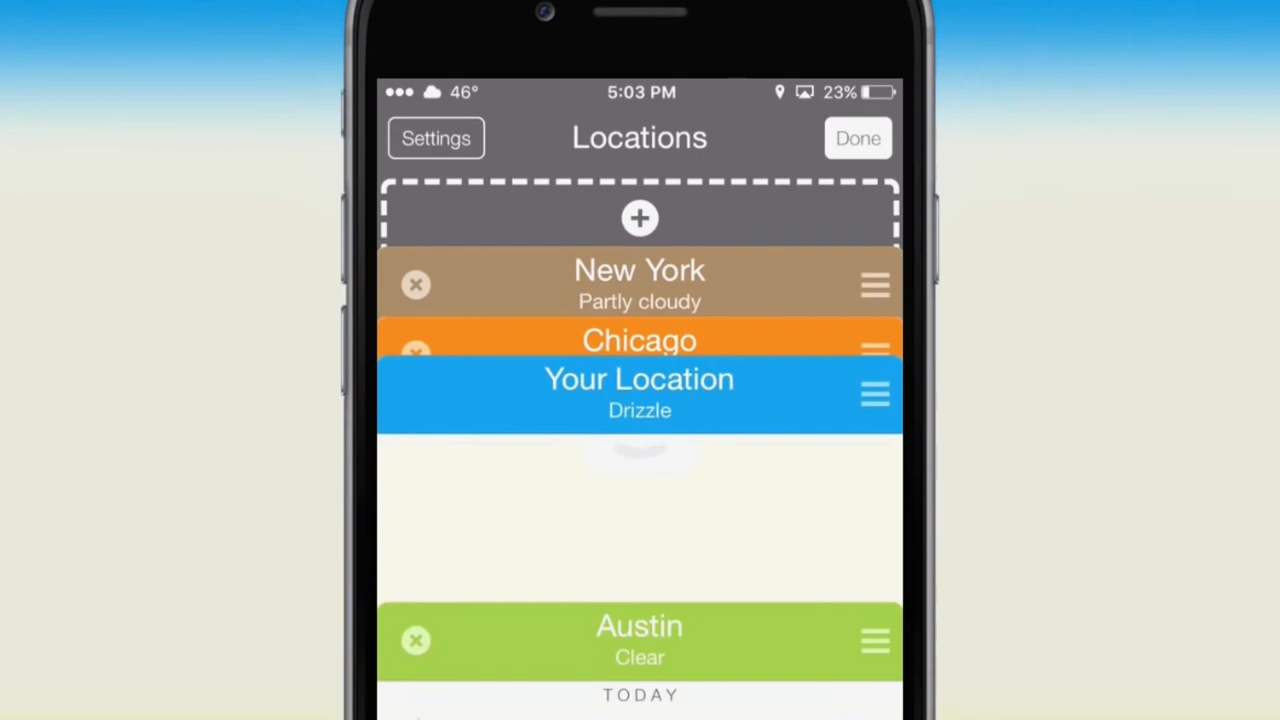 46° 5:03 PM 23%
Settings Locations Done
New York
Partly cloudy
Chicago
Your Location
Drizzle
Austin
Clear
TODAY